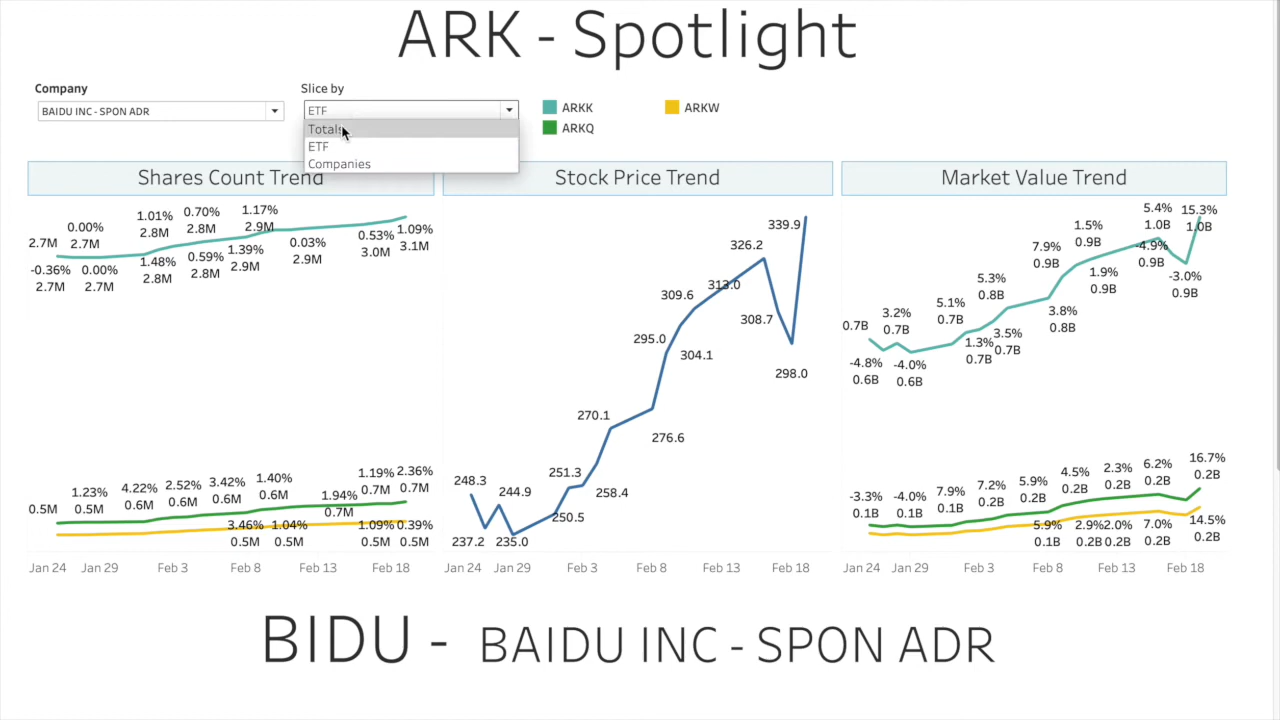 ARK - Spotlight
Company
Slice by
BAIDU INC - SPON ADR
ETF
Totals
ETF
Companies
ARKK
ARKW
ARKQ
Shares Count Trend
Stock Price Trend
Market Value Trend
2.7M
0.00%
2.7M
1.01%
2.8M
0.70%
2.8M
1.17%
2.9M
-0.36%
2.7M
0.00%
2.7M
1.48%
2.8M
0.59%
2.8M
1.39%
2.9M
0.03%
2.9M
0.53%
3.0M
1.09%
3.1M
0.5M
1.23%
0.5M
4.22%
0.6M
2.52%
0.6M
3.42%
0.6M
1.40%
0.6M
1.94%
0.7M
1.19%
0.7M
2.36%
0.7M
3.46%
0.5M
1.04%
0.5M
1.09%
0.5M
0.39%
0.5M
Jan 24
Jan 29
Feb 3
Feb 8
Feb 13
Feb 18
248.3
237.2
244.9
235.0
251.3
250.5
258.4
270.1
276.6
295.0
309.6
304.1
313.0
326.2
308.7
298.0
339.9
Jan 24
Jan 29
Feb 3
Feb 8
Feb 13
Feb 18
0.7B
-4.8%
0.6B
3.2%
0.7B
-4.0%
0.6B
5.1%
0.7B
1.3%
0.7B
5.3%
0.8B
3.5%
0.7B
7.9%
0.9B
3.8%
0.8B
1.5%
0.9B
1.9%
0.9B
5.4%
1.0B
-4.9%
0.9B
-3.0%
0.9B
15.3%
1.0B
-3.3%
0.1B
-4.0%
0.1B
7.9%
0.1B
7.2%
0.2B
5.9%
0.2B
4.5%
0.2B
2.3%
0.2B
6.2%
0.2B
16.7%
0.2B
5.9%
0.1B
2.9%
0.2B
2.0%
0.2B
7.0%
0.2B
14.5%
0.2B
Jan 24
Jan 29
Feb 3
Feb 8
Feb 13
Feb 18
BIDU - BAIDU INC - SPON ADR